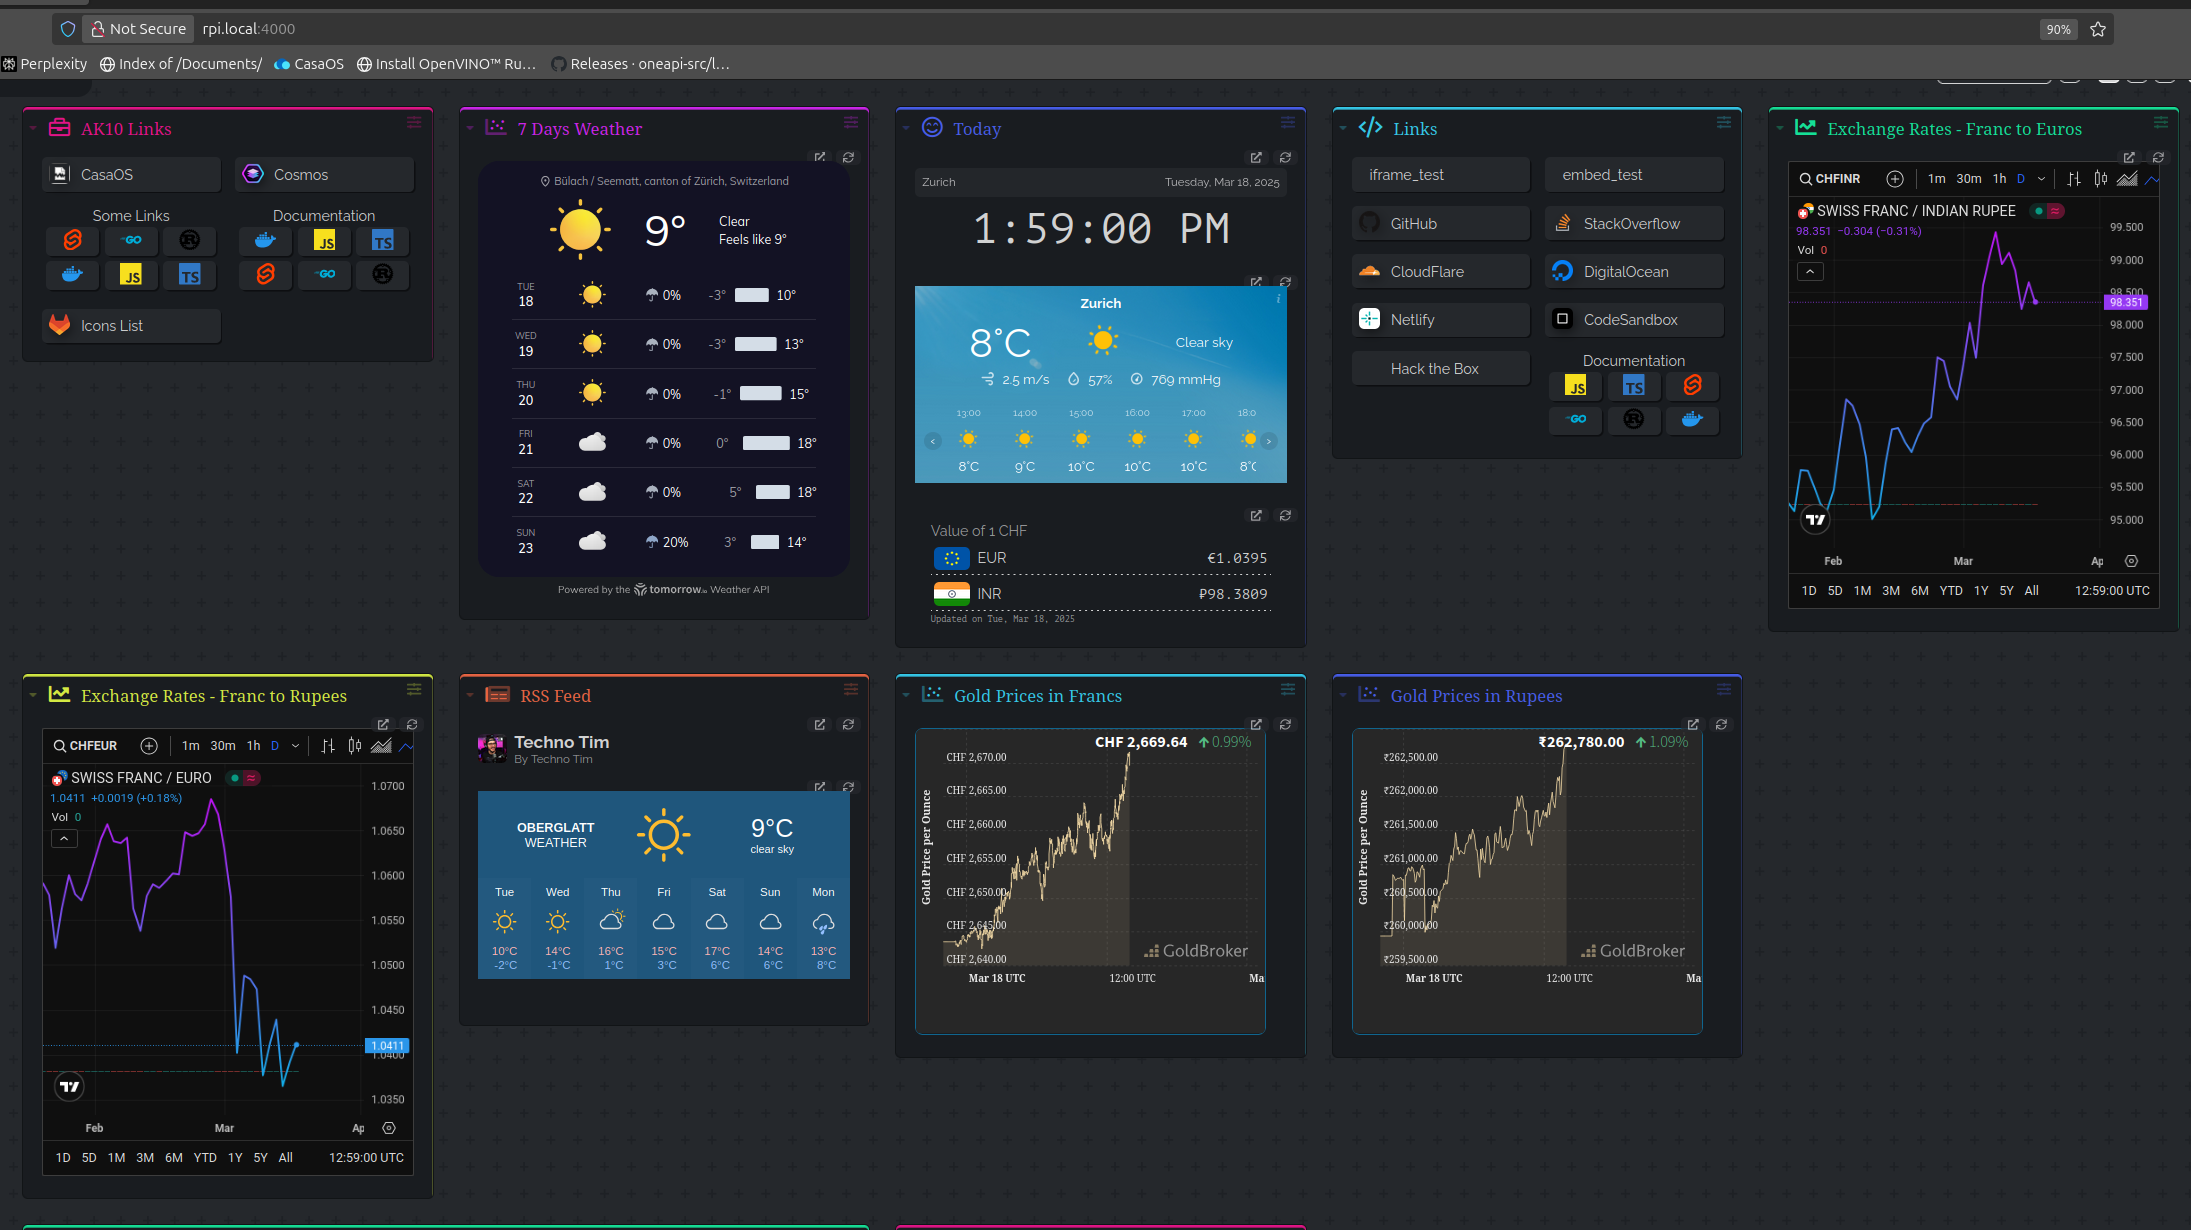 Not Secure
rpi.local:4000
90%
Perplexity
Index of /Documents/
CasaOS
Install OpenVINO™ Ru…
Releases · oneapi-src/l…
AK10 Links
CasaOS
Cosmos
Some Links
Documentation
GO
JS
TS
JS
TS
GO
Icons List
7 Days Weather
Bülach / Seematt, canton of Zürich, Switzerland
9°
Clear
Feels like 9°
TUE
18
0%
-3°
10°
WED
19
0%
-3°
13°
THU
20
0%
-1°
15°
FRI
21
0%
0°
18°
SAT
22
0%
5°
18°
SUN
23
20%
3°
14°
Powered by the tomorrow.io Weather API
Today
Zurich
Tuesday, Mar 18, 2025
1:59:00 PM
Zurich
i
8°C
Clear sky
2.5 m/s
57%
769 mmHg
13:00
14:00
15:00
16:00
17:00
18:0
8°C
9°C
10°C
10°C
10°C
8°C
Value of 1 CHF
EUR
€1.0395
INR
₽98.3809
Updated on Tue, Mar 18, 2025
Links
iframe_test
embed_test
GitHub
StackOverflow
CloudFlare
DigitalOcean
Netlify
CodeSandbox
Hack the Box
Documentation
JS
TS
GO
Exchange Rates - Franc to Euros
CHFINR
1m
30m
1h
D
SWISS FRANC / INDIAN RUPEE
98.351 −0.304 (−0.31%)
Vol 0
99.500
99.000
98.500
98.351
98.000
97.500
97.000
96.500
96.000
95.500
95.000
Feb
Mar
Ap
1D
5D
1M
3M
6M
YTD
1Y
5Y
All
12:59:00 UTC
Exchange Rates - Franc to Rupees
CHFEUR
1m
30m
1h
D
SWISS FRANC / EURO
1.0411 +0.0019 (+0.18%)
Vol 0
1.0700
1.0650
1.0600
1.0550
1.0500
1.0450
1.0411
1.0400
1.0350
Feb
Mar
Ap
1D
5D
1M
3M
6M
YTD
1Y
5Y
All
12:59:00 UTC
RSS Feed
Techno Tim
By Techno Tim
OBERGLATT
WEATHER
9°C
clear sky
Tue
Wed
Thu
Fri
Sat
Sun
Mon
10°C
14°C
16°C
15°C
17°C
14°C
13°C
-2°C
-1°C
1°C
3°C
6°C
6°C
8°C
Gold Prices in Francs
CHF 2,669.64
0.99%
Gold Price per Ounce
CHF 2,670.00
CHF 2,665.00
CHF 2,660.00
CHF 2,655.00
CHF 2,650.00
CHF 2,645.00
CHF 2,640.00
GoldBroker
Mar 18 UTC
12:00 UTC
Ma
Gold Prices in Rupees
₹262,780.00
1.09%
Gold Price per Ounce
₹262,500.00
₹262,000.00
₹261,500.00
₹261,000.00
₹260,500.00
₹260,000.00
₹259,500.00
GoldBroker
Mar 18 UTC
12:00 UTC
Ma